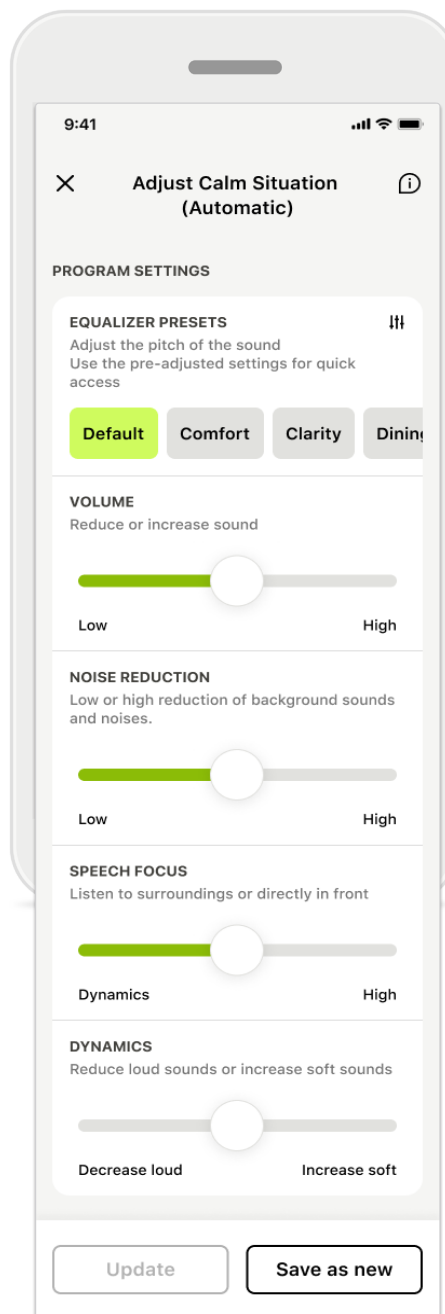 9:41
Adjust Calm Situation
(Automatic)
PROGRAM SETTINGS
EQUALIZER PRESETS
Adjust the pitch of the sound
Use the pre-adjusted settings for quick
access
Default Comfort Clarity Dining
VOLUME
Reduce or increase sound
Low High
NOISE REDUCTION
Low or high reduction of background sounds
and noises.
Low High
SPEECH FOCUS
Listen to surroundings or directly in front
Dynamics High
DYNAMICS
Reduce loud sounds or increase soft sounds
Decrease loud Increase soft
Update Save as new